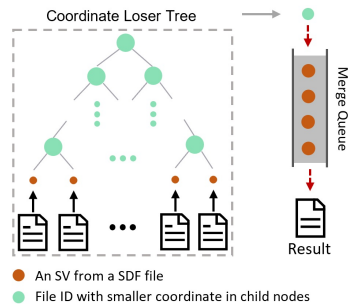 Coordinate Loser Tree
Merge Queue
Result
An SV from a SDF file
File ID with smaller coordinate in child nodes